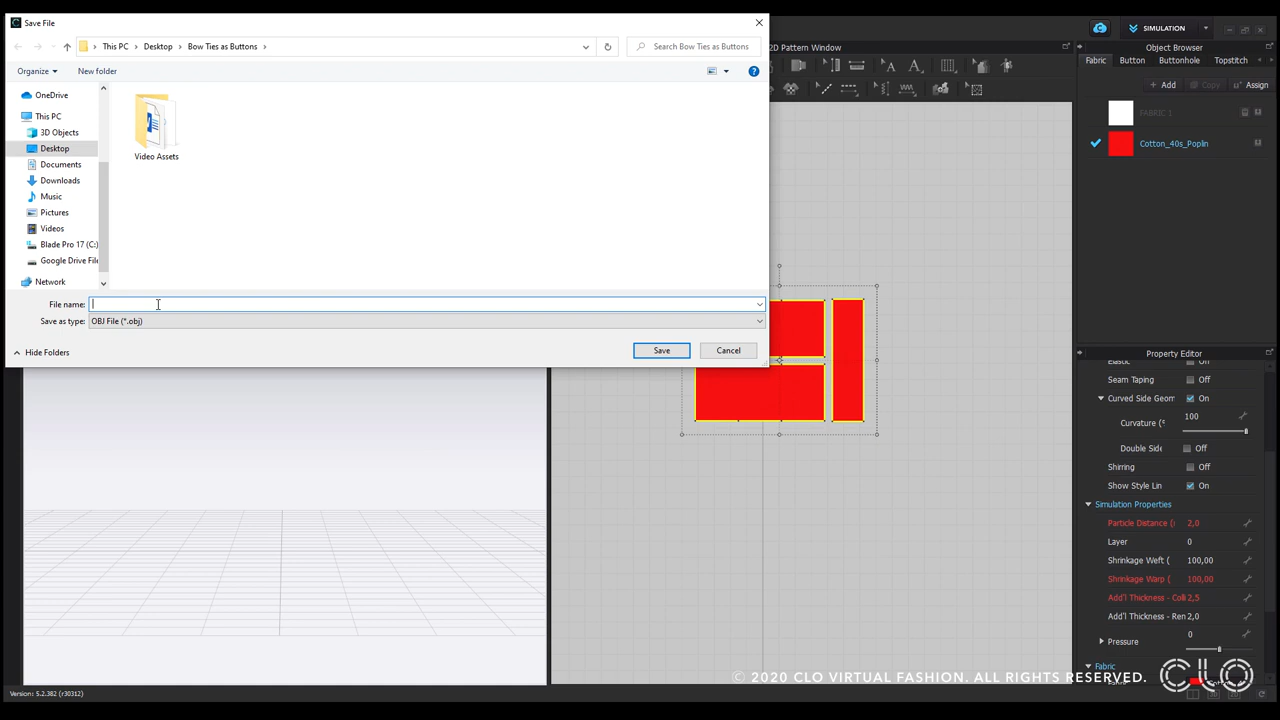 Save File
This PC
Desktop
Bow Ties as Buttons
Search Bow Ties as Buttons
Organize
New folder
OneDrive
This PC
3D Objects
Desktop
Documents
Downloads
Music
Pictures
Videos
Blade Pro 17 (C:)
Google Drive File
Network
Video Assets
File name:
Save as type:
OBJ File (*.obj)
Hide Folders
Save
Cancel
2D Pattern Window
SIMULATION
Object Browser
Fabric
Button
Buttonhole
Topstitch
Add
Copy
Assign
FABRIC 1
Cotton_40s_Poplin
Property Editor
Elastic
Off
Seam Taping
Off
Curved Side Geom
On
Curvature (
100
Double Side
Off
Shirring
Off
Show Style Lin
On
Simulation Properties
Particle Distance (
2,0
Layer
0
Shrinkage Weft (
100,00
Shrinkage Warp (
100,00
Add'l Thickness - Colli
2,5
Add'l Thickness - Ren
2,0
Pressure
0
Fabric
© 2020 CLO VIRTUAL FASHION. ALL RIGHTS RESERVED.
CLO
Version: 5.2.382 (r30312)